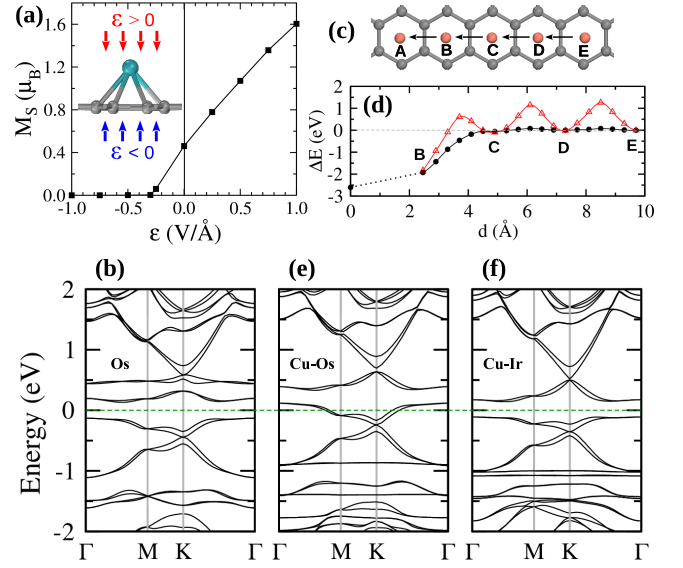 (a)
ε > 0
ε < 0
M_S (μ_B)
1.6
1.2
0.8
0.4
0.0
-1.0 -0.5 0.0 0.5 1.0
ε (V/Å)
(c)
A B C D E
(d)
ΔE (eV)
2
1
0
-1
-2
-3
B C D E
0 2 4 6 8 10
d (Å)
(b) (e) (f)
Energy (eV)
2
1
0
-1
-2
Os Cu-Os Cu-Ir
Γ M K Γ M K Γ M K Γ